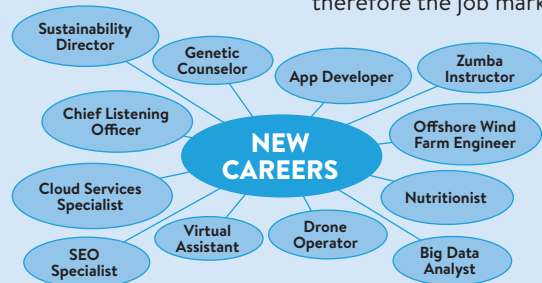 therefore the job mark
Sustainability
Director
Genetic
Counselor
App Developer
Zumba
Instructor
Chief Listening
Officer
NEW
CAREERS
Offshore Wind
Farm Engineer
Cloud Services
Specialist
Nutritionist
SEO
Specialist
Virtual
Assistant
Drone
Operator
Big Data
Analyst